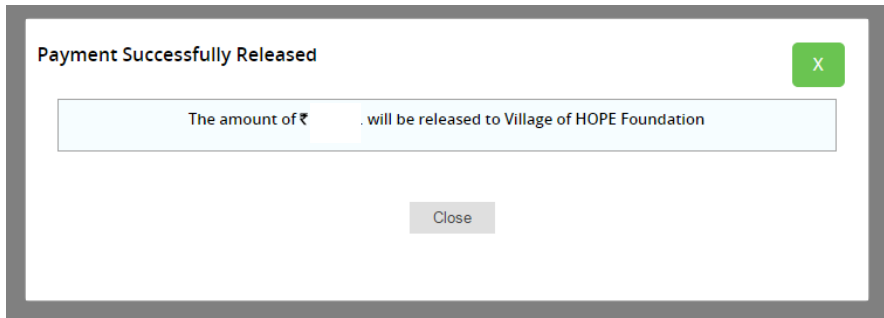 Payment Successfully Released
X
The amount of ₹ . will be released to Village of HOPE Foundation
Close